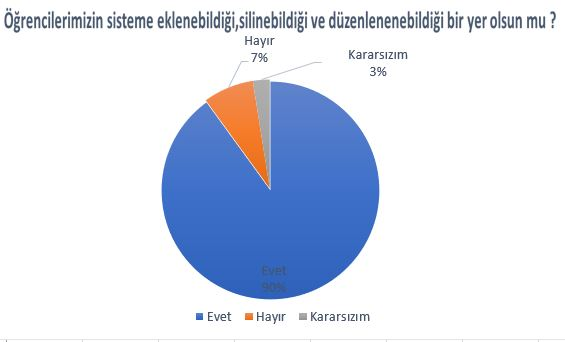 Öğrencilerimizin sisteme eklenebildiği,silinebildiği ve düzenlenenebildiği bir yer olsun mu ?
Hayır
7%
Kararsızım
3%
Evet
90%
Evet Hayır Kararsızım